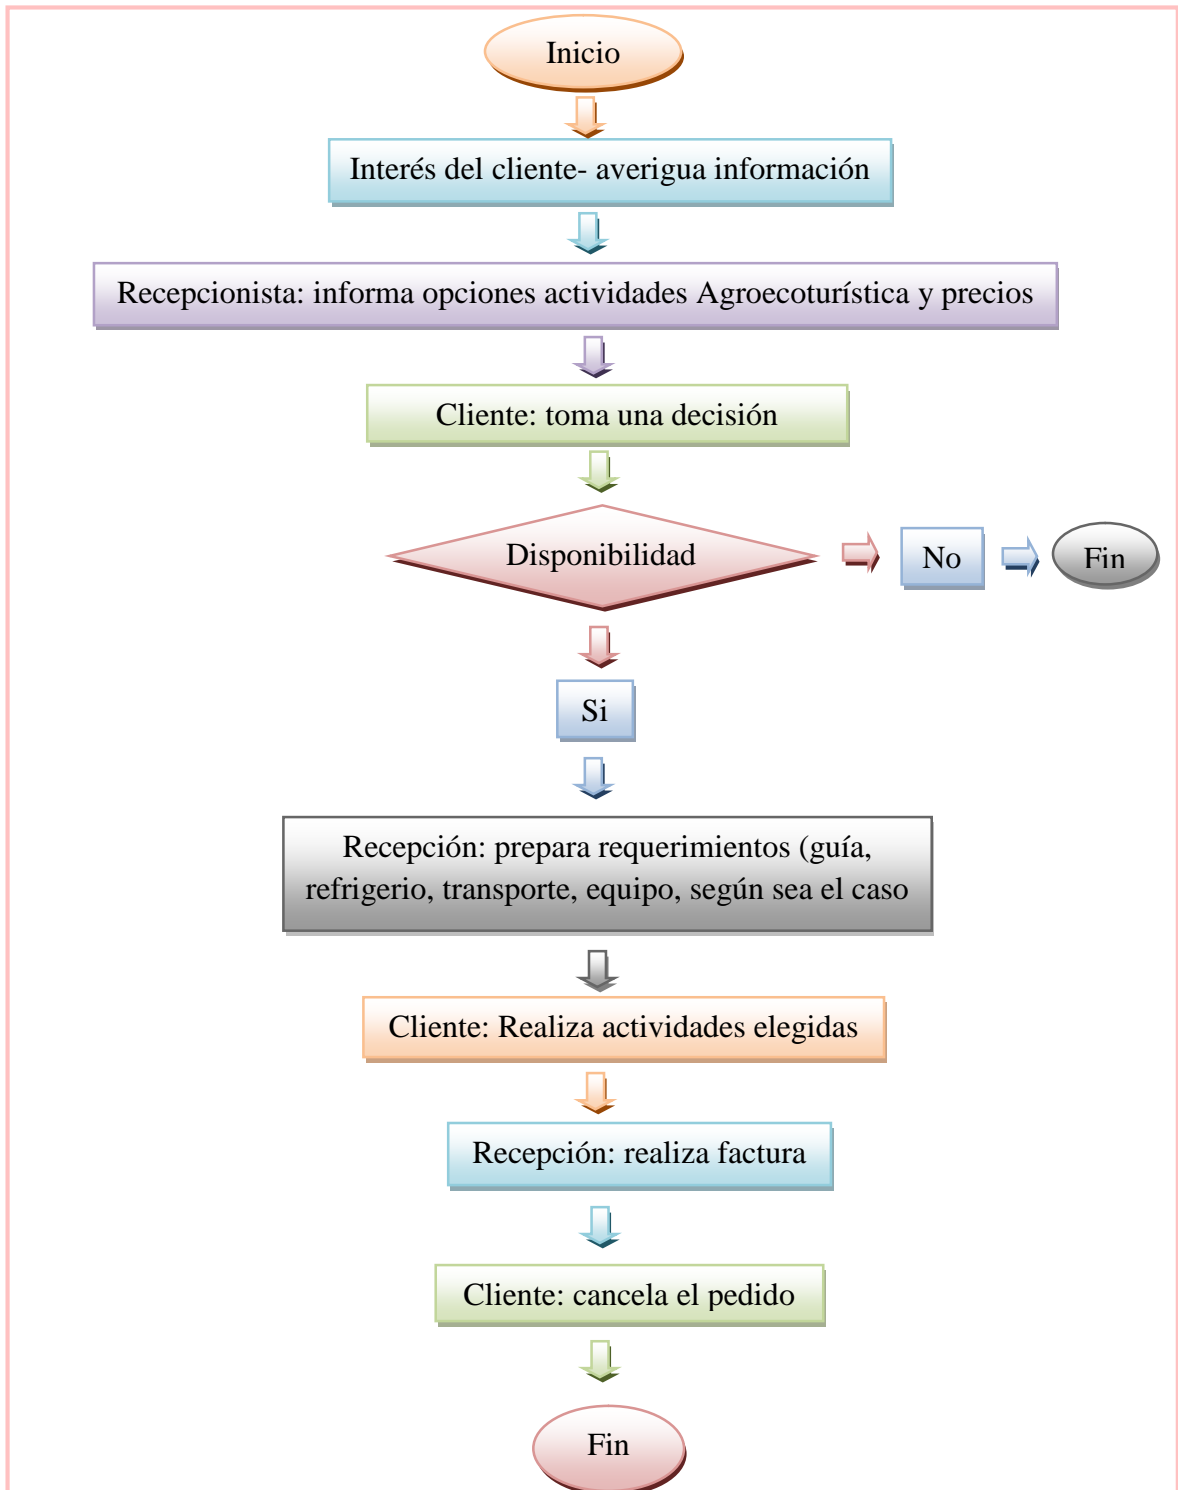 Inicio
Interés del cliente- averigua información
Recepcionista: informa opciones actividades Agroecoturística y precios
Cliente: toma una decisión
Disponibilidad
No
Fin
Si
Recepción: prepara requerimientos (guía,
refrigerio, transporte, equipo, según sea el caso
Cliente: Realiza actividades elegidas
Recepción: realiza factura
Cliente: cancela el pedido
Fin